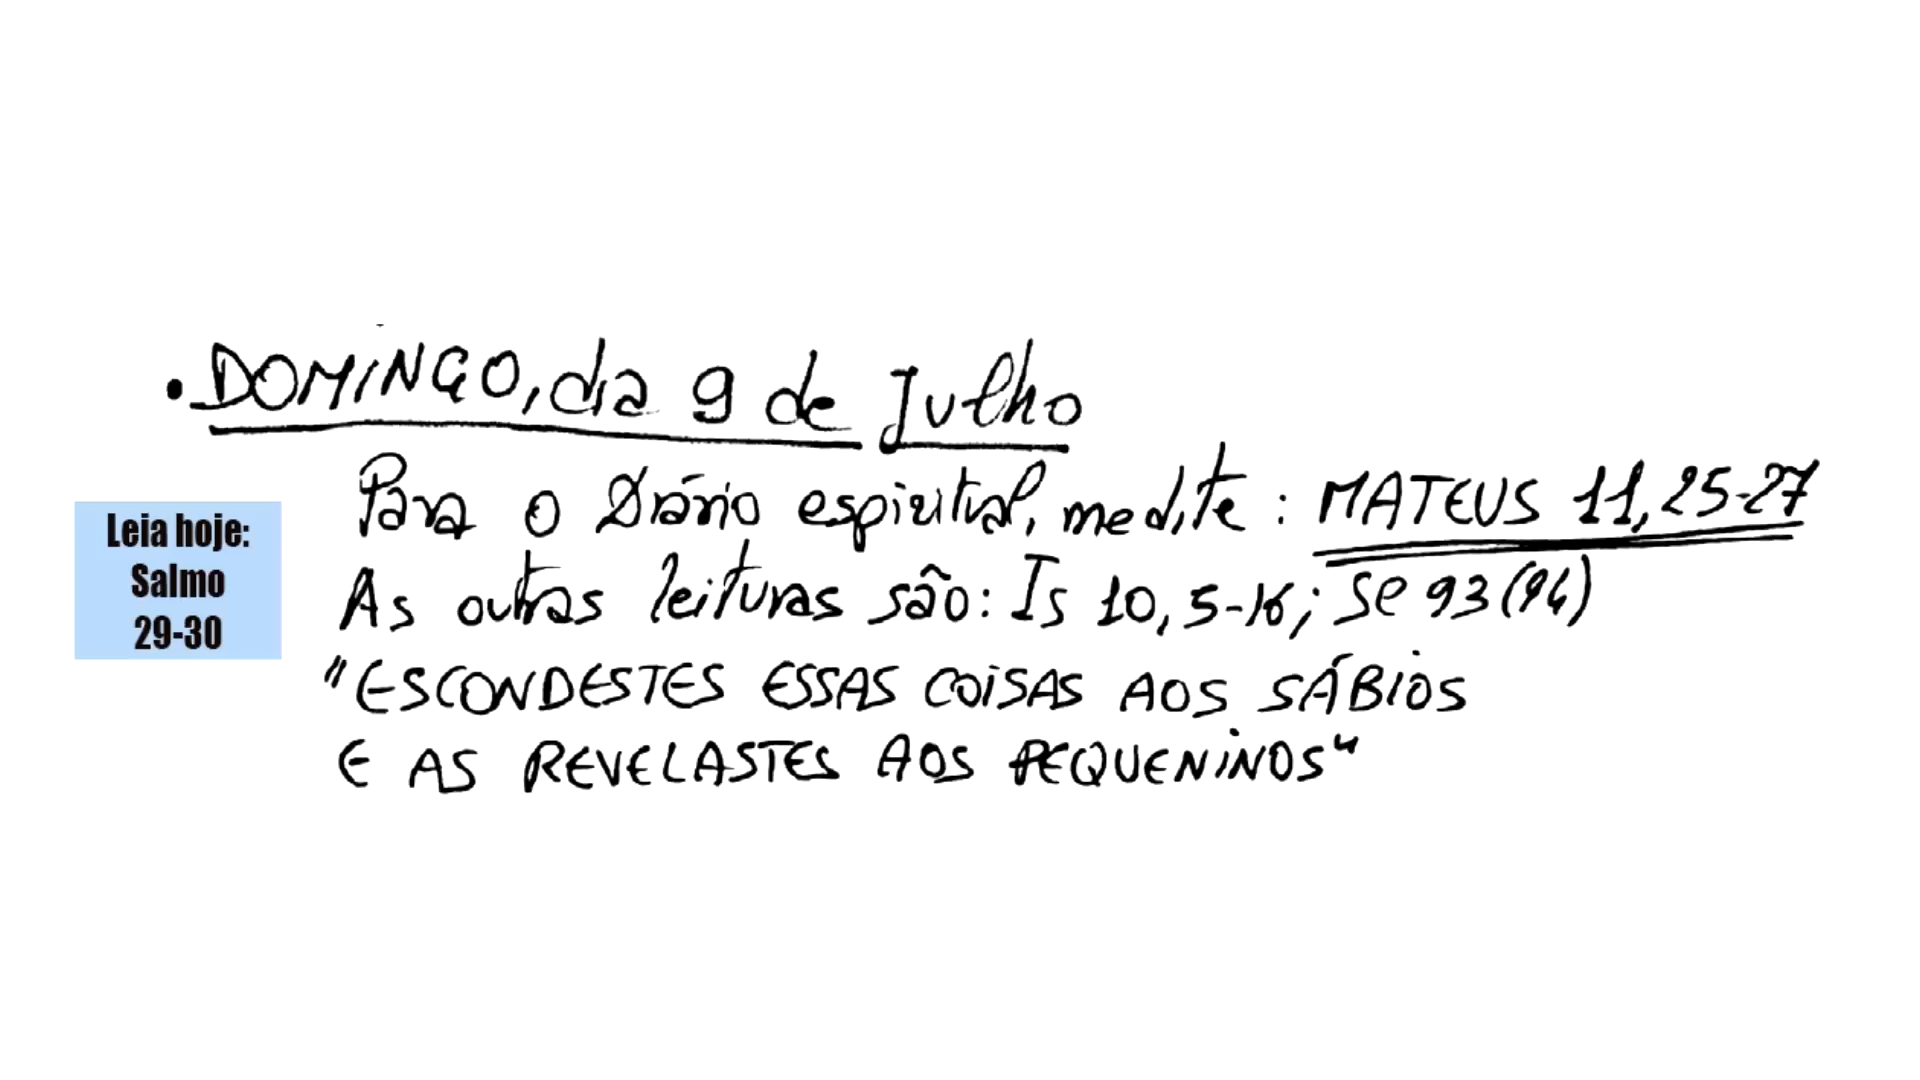 • DOMINGO, dia 9 de Julho
Para o Diário espiritual, medite: MATEUS 11, 25-27
Leia hoje:
Salmo
29-30
As outras leituras são: Is 10, 5-16; Sl 93 (94)
"ESCONDESTES ESSAS COISAS AOS SÁBIOS
E AS REVELASTES AOS PEQUENINOS"